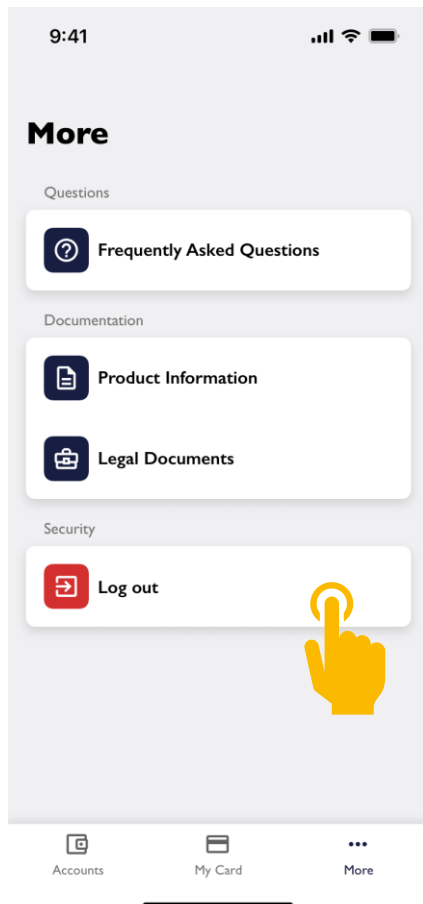 9:41
More
Questions
Frequently Asked Questions
Documentation
Product Information
Legal Documents
Security
Log out
Accounts
My Card
More